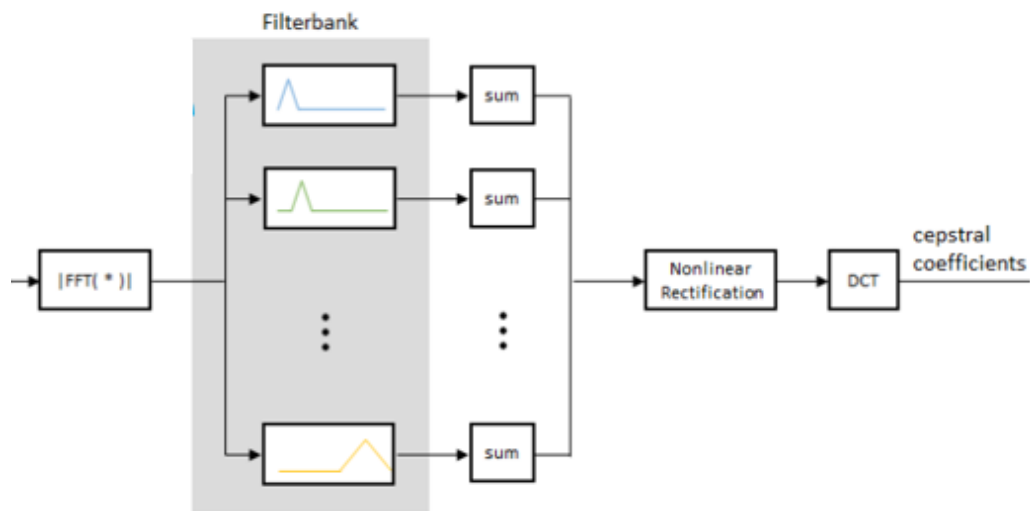 Filterbank
sum
sum
|FFT( * )|
Nonlinear
Rectification
DCT
cepstral
coefficients
sum